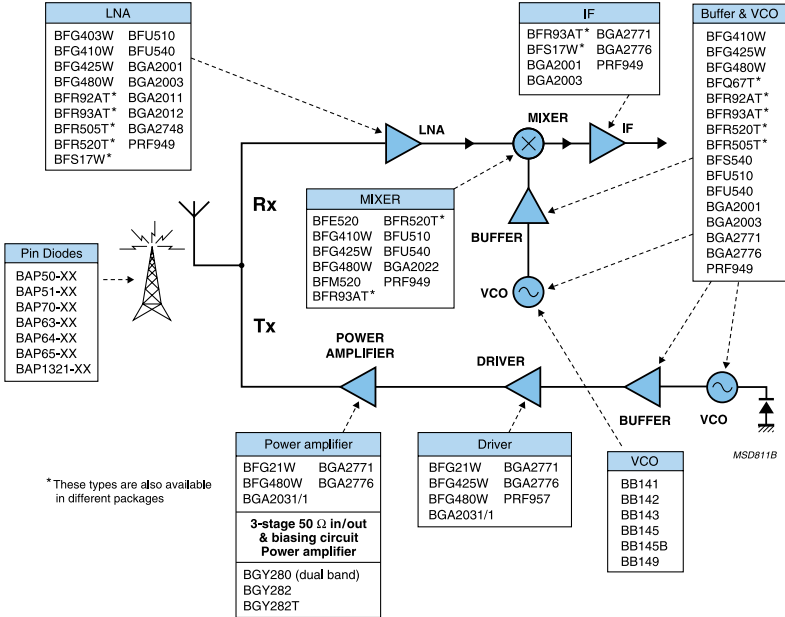 LNA
BFG403W BFU510
BFG410W BFU540
BFG425W BGA2001
BFG480W BGA2003
BFR92AT* BGA2011
BFR93AT* BGA2012
BFR505T* BGA2748
BFR520T* PRF949
BFS17W*
IF
BFR93AT* BGA2771
BFS17W* BGA2776
BGA2001 PRF949
BGA2003
Buffer & VCO
BFG410W
BFG425W
BFG480W
BFQ67T*
BFR92AT*
BFR93AT*
BFR520T*
BFR505T*
BFS540
BFU510
BFU540
BGA2001
BGA2003
BGA2771
BGA2776
PRF949
LNA
MIXER
IF
Rx
MIXER
BFE520 BFR520T*
BFG410W BFU510
BFG425W BFU540
BFG480W BGA2022
BFM520 PRF949
BFR93AT*
BUFFER
VCO
Pin Diodes
BAP50-XX
BAP51-XX
BAP70-XX
BAP63-XX
BAP64-XX
BAP65-XX
BAP1321-XX
Tx
POWER
AMPLIFIER
DRIVER
BUFFER
VCO
MSD811B
Power amplifier
BFG21W BGA2771
BFG480W BGA2776
BGA2031/1
3-stage 50 Ω in/out
& biasing circuit
Power amplifier
BGY280 (dual band)
BGY282
BGY282T
Driver
BFG21W BGA2771
BFG425W BGA2776
BFG480W PRF957
BGA2031/1
VCO
BB141
BB142
BB143
BB145
BB145B
BB149
* These types are also available
in different packages